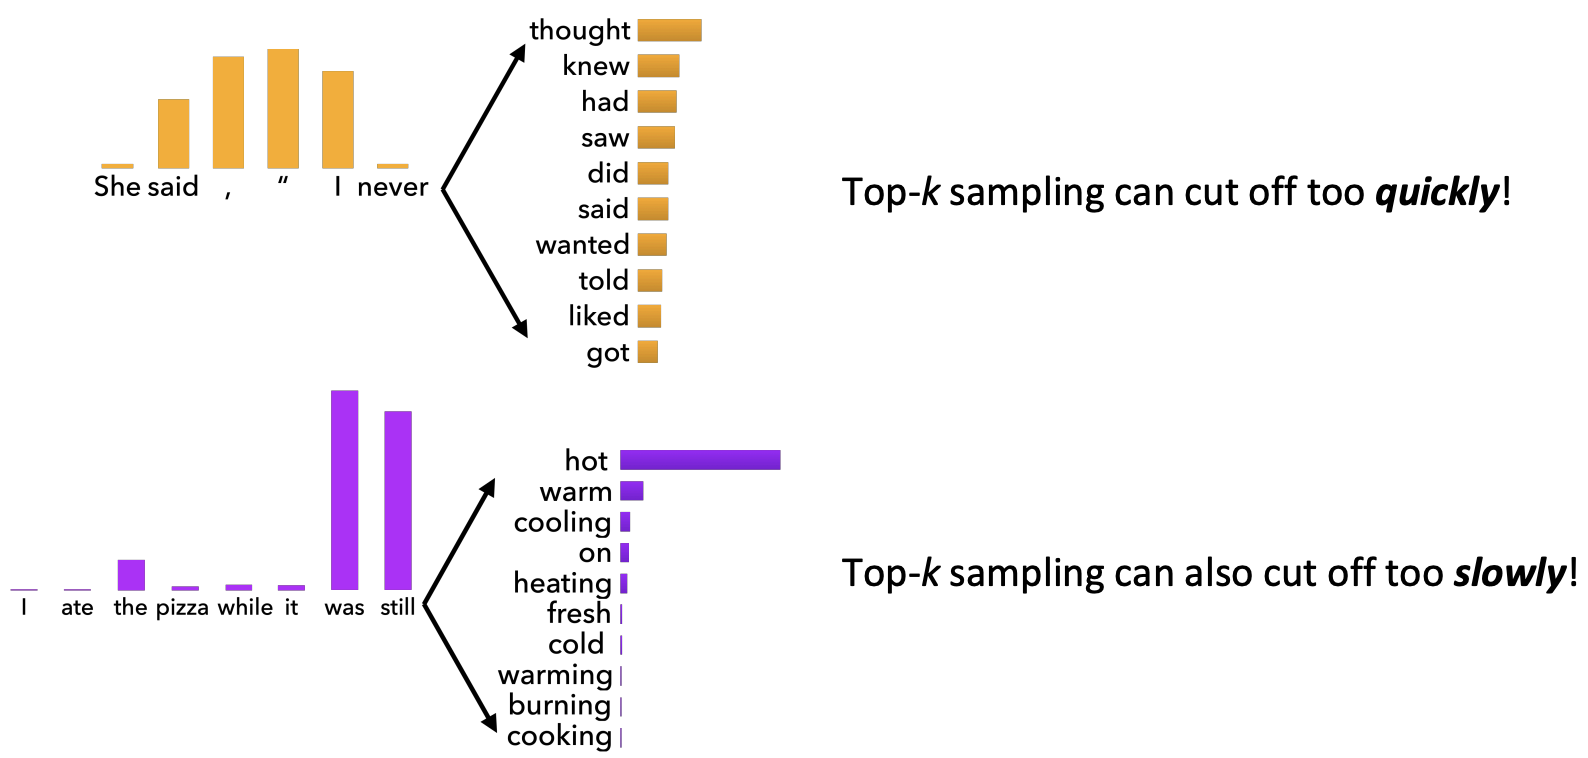 thought
knew
had
saw
did
said
wanted
told
liked
got
She said , “ I never
Top-k sampling can cut off too quickly!
hot
warm
cooling
on
heating
fresh
cold
warming
burning
cooking
I ate the pizza while it was still
Top-k sampling can also cut off too slowly!